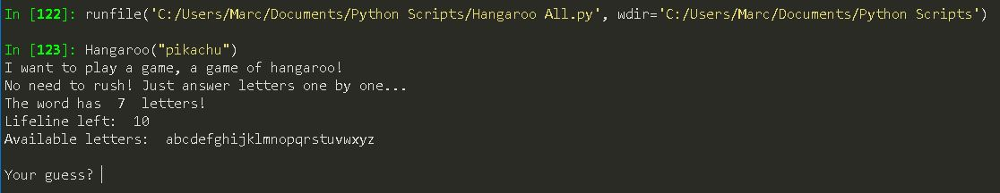 In [122]: runfile('C:/Users/Marc/Documents/Python Scripts/Hangaroo All.py', wdir='C:/Users/Marc/Documents/Python Scripts')
In [123]: Hangaroo("pikachu")
I want to play a game, a game of hangaroo!
No need to rush! Just answer letters one by one...
The word has  7  letters!
Lifeline left:  10
Available letters:  abcdefghijklmnopqrstuvwxyz
Your guess?